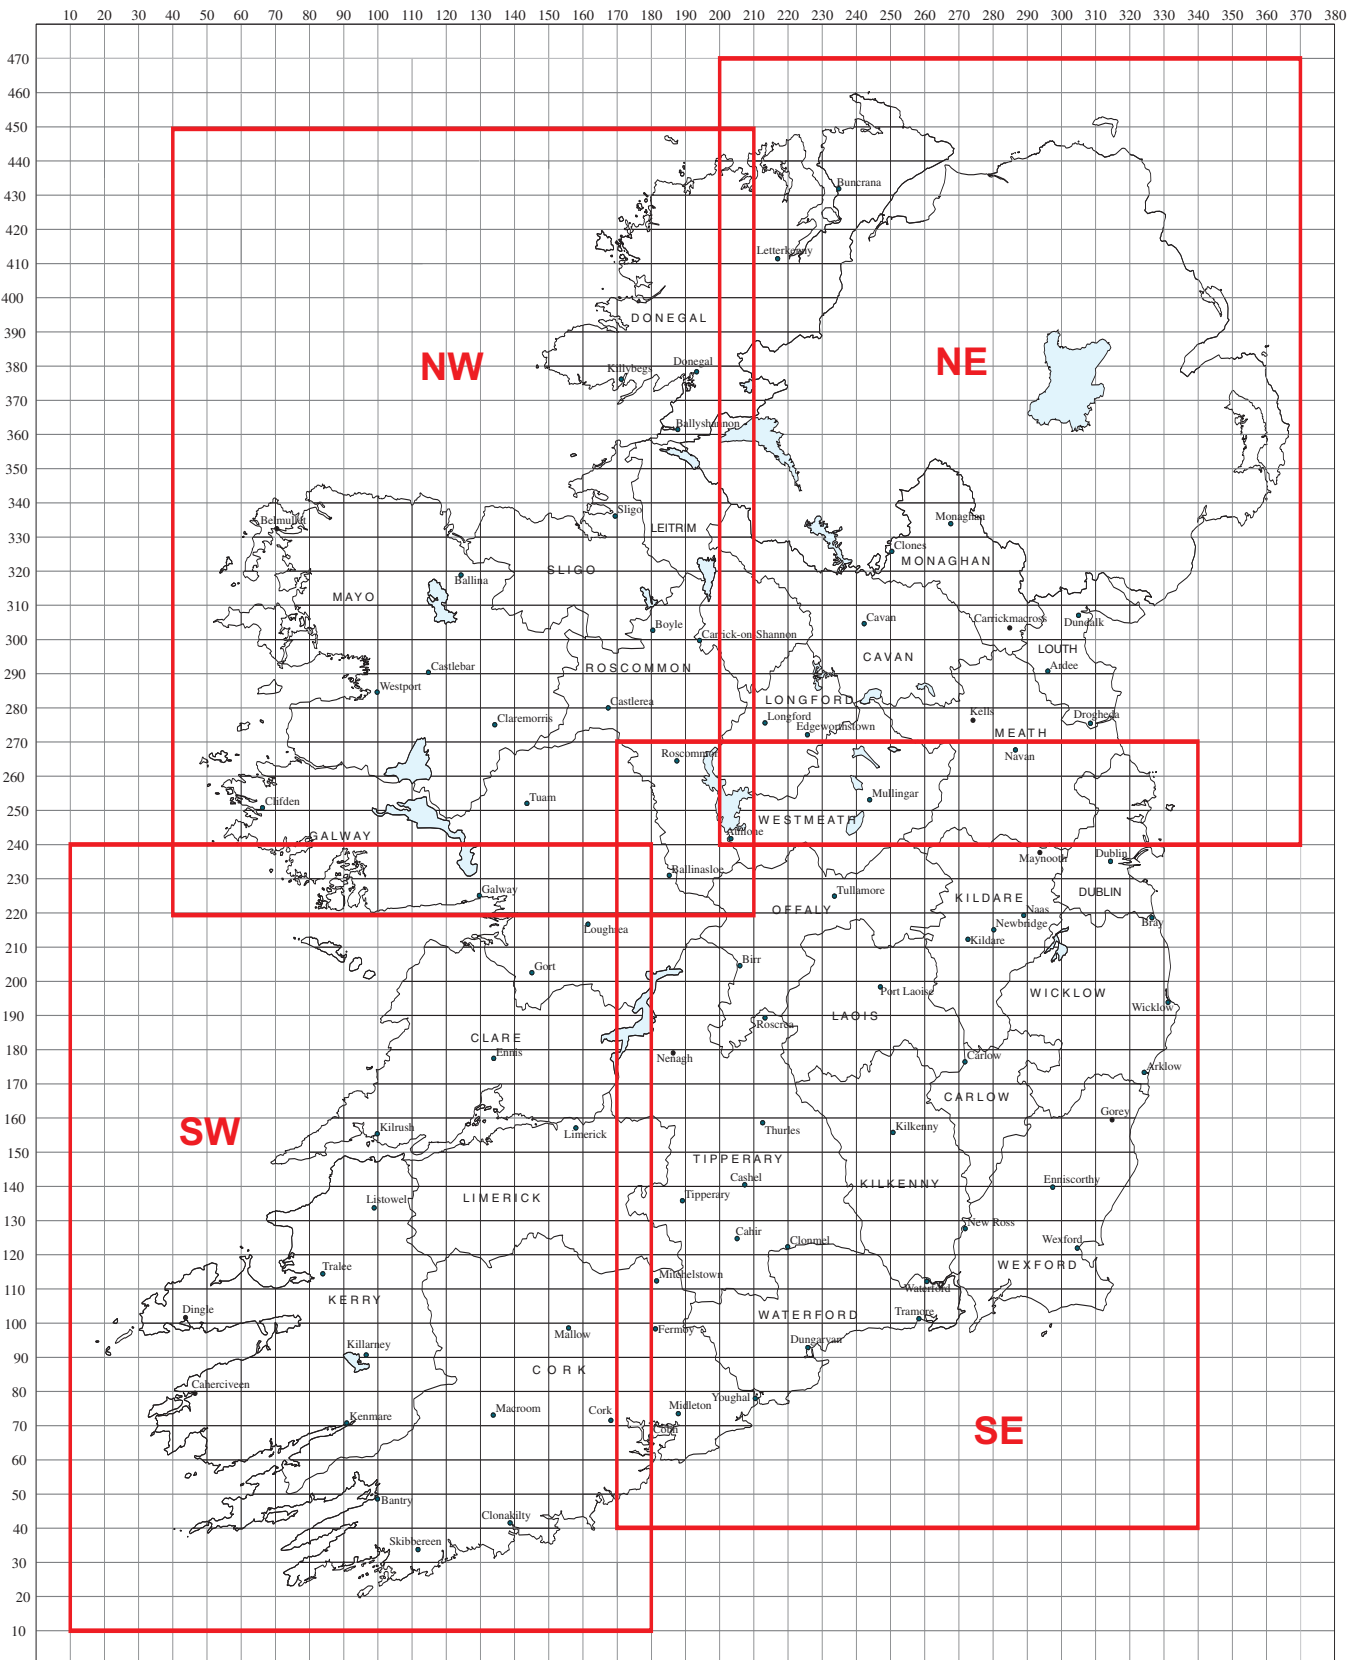 10 20 30 40 50 60 70 80 90 100 110 120 130 140 150 160 170 180 190 200 210 220 230 240 250 260 270 280 290 300 310 320 330 340 350 360 370 380
470
460
450
440
430
Buncrana
420
Letterkenny
410
400
DONEGAL
390
NW
NE
380
Killybegs
Donegal
370
Ballyshannon
360
350
340
Belmullet
Sligo
Monaghan
LEITRIM
330
Clones
MONAGHAN
320
Ballina
SLIGO
MAYO
310
Boyle
Cavan
Carrickmacross
Dundalk
300
Carrick-on-Shannon
CAVAN
LOUTH
Castlebar
ROSCOMMON
Ardee
290
Westport
Castlerea
LONGFORD
280
Claremorris
Longford
Edgeworthstown
Kells
Drogheda
MEATH
270
Roscommon
Navan
260
Clifden
Tuam
Mullingar
250
GALWAY
WESTMEATH
Athlone
240
Maynooth
Dublin
Ballinasloe
230
Galway
Tullamore
KILDARE
DUBLIN
OFFALY
Naas
220
Loughrea
Newbridge
Bray
Kildare
210
Gort
Birr
200
Port Laoise
WICKLOW
Wicklow
190
Roscrea
LAOIS
CLARE
Ennis
180
Nenagh
Carlow
Arklow
170
CARLOW
Gorey
160
SW
Kilrush
Limerick
Thurles
Kilkenny
150
TIPPERARY
Cashel
Enniscorthy
140
Listowel
LIMERICK
Tipperary
KILKENNY
130
New Ross
Cahir
Clonmel
Wexford
120
Tralee
Mitchelstown
WEXFORD
110
KERRY
Waterford
Dingle
WATERFORD
Tramore
100
Mallow
Fermoy
Killarney
Dungarvan
90
CORK
Caherciveen
80
Youghal
Kenmare
Macroom
Cork
Midleton
70
Cobh
SE
60
50
Bantry
Clonakilty
40
Skibbereen
30
20
10